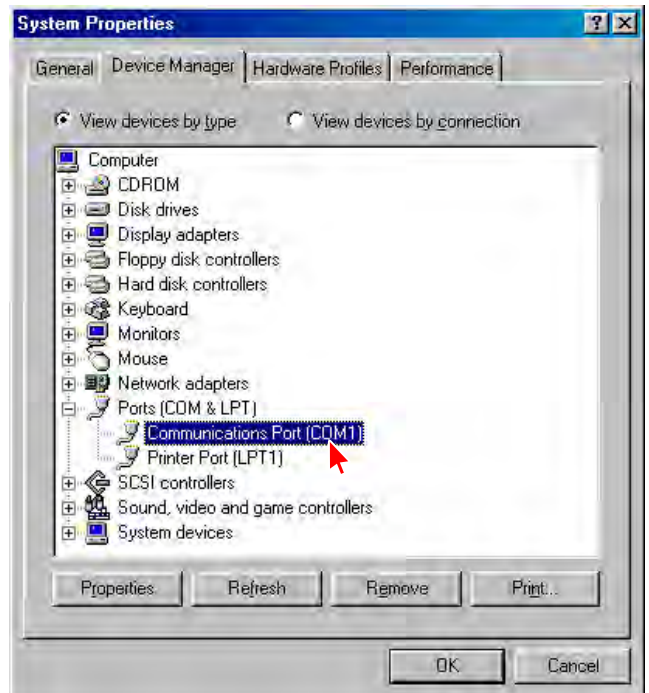 System Properties
General Device Manager Hardware Profiles Performance
View devices by type View devices by connection
Computer
CDROM
Disk drives
Display adapters
Floppy disk controllers
Hard disk controllers
Keyboard
Monitors
Mouse
Network adapters
Ports (COM & LPT)
Communications Port (COM1)
Printer Port (LPT1)
SCSI controllers
Sound, video and game controllers
System devices
Properties Refresh Remove Print...
OK Cancel